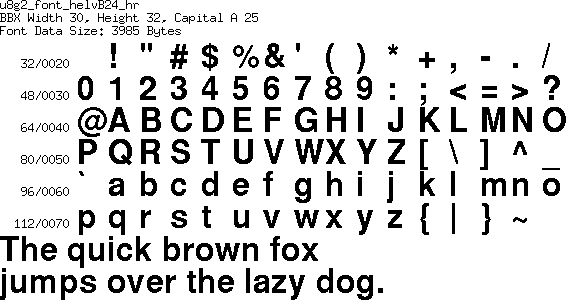 u8g2_font_helvB24_hr
BBX Width 30, Height 32, Capital A 25
Font Data Size: 3985 Bytes
32/0020 ! " # $ % & ' ( ) * + , - . /
48/0030 0 1 2 3 4 5 6 7 8 9 : ; < = > ?
64/0040 @ A B C D E F G H I J K L M N O
80/0050 P Q R S T U V W X Y Z [ \ ] ^ _
96/0060 ` a b c d e f g h i j k l m n o
112/0070 p q r s t u v w x y z { | } ~
The quick brown fox
jumps over the lazy dog.